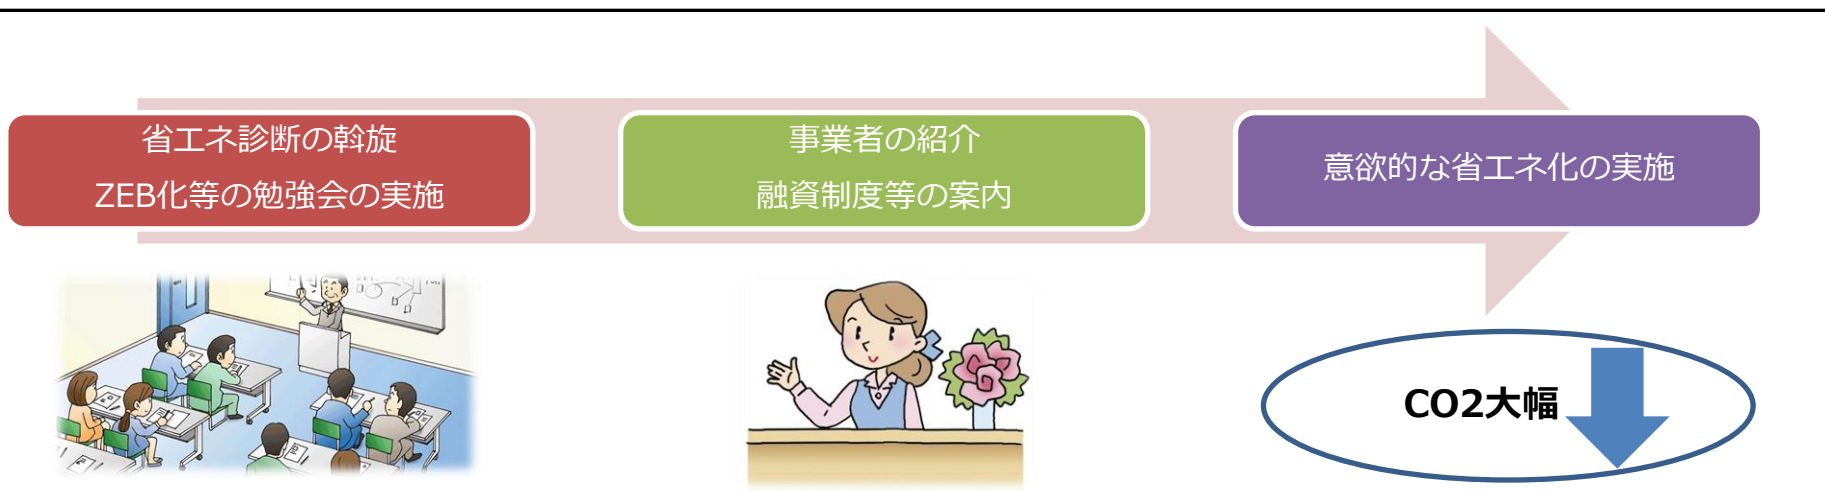 省エネ診断の斡旋
ZEB化等の勉強会の実施
事業者の紹介
融資制度等の案内
意欲的な省エネ化の実施
CO2大幅